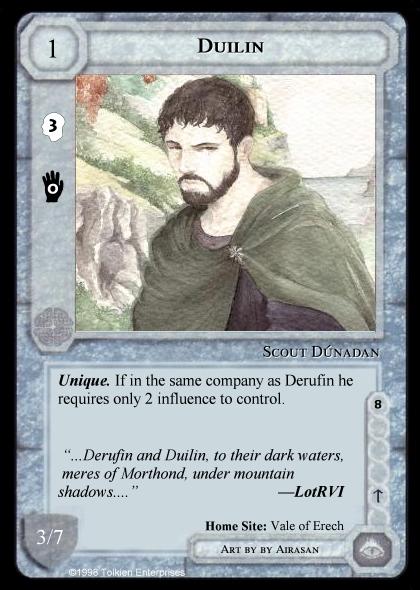 1
DUILIN
3
SCOUT DÚNADAN
Unique. If in the same company as Derufin he
requires only 2 influence to control.
8
“...Derufin and Duilin, to their dark waters,
meres of Morthond, under mountain
shadows....” —LotRVI
Home Site: Vale of Erech
3/7
ART BY BY AIRASAN
©1998 Tolkien Enterprises